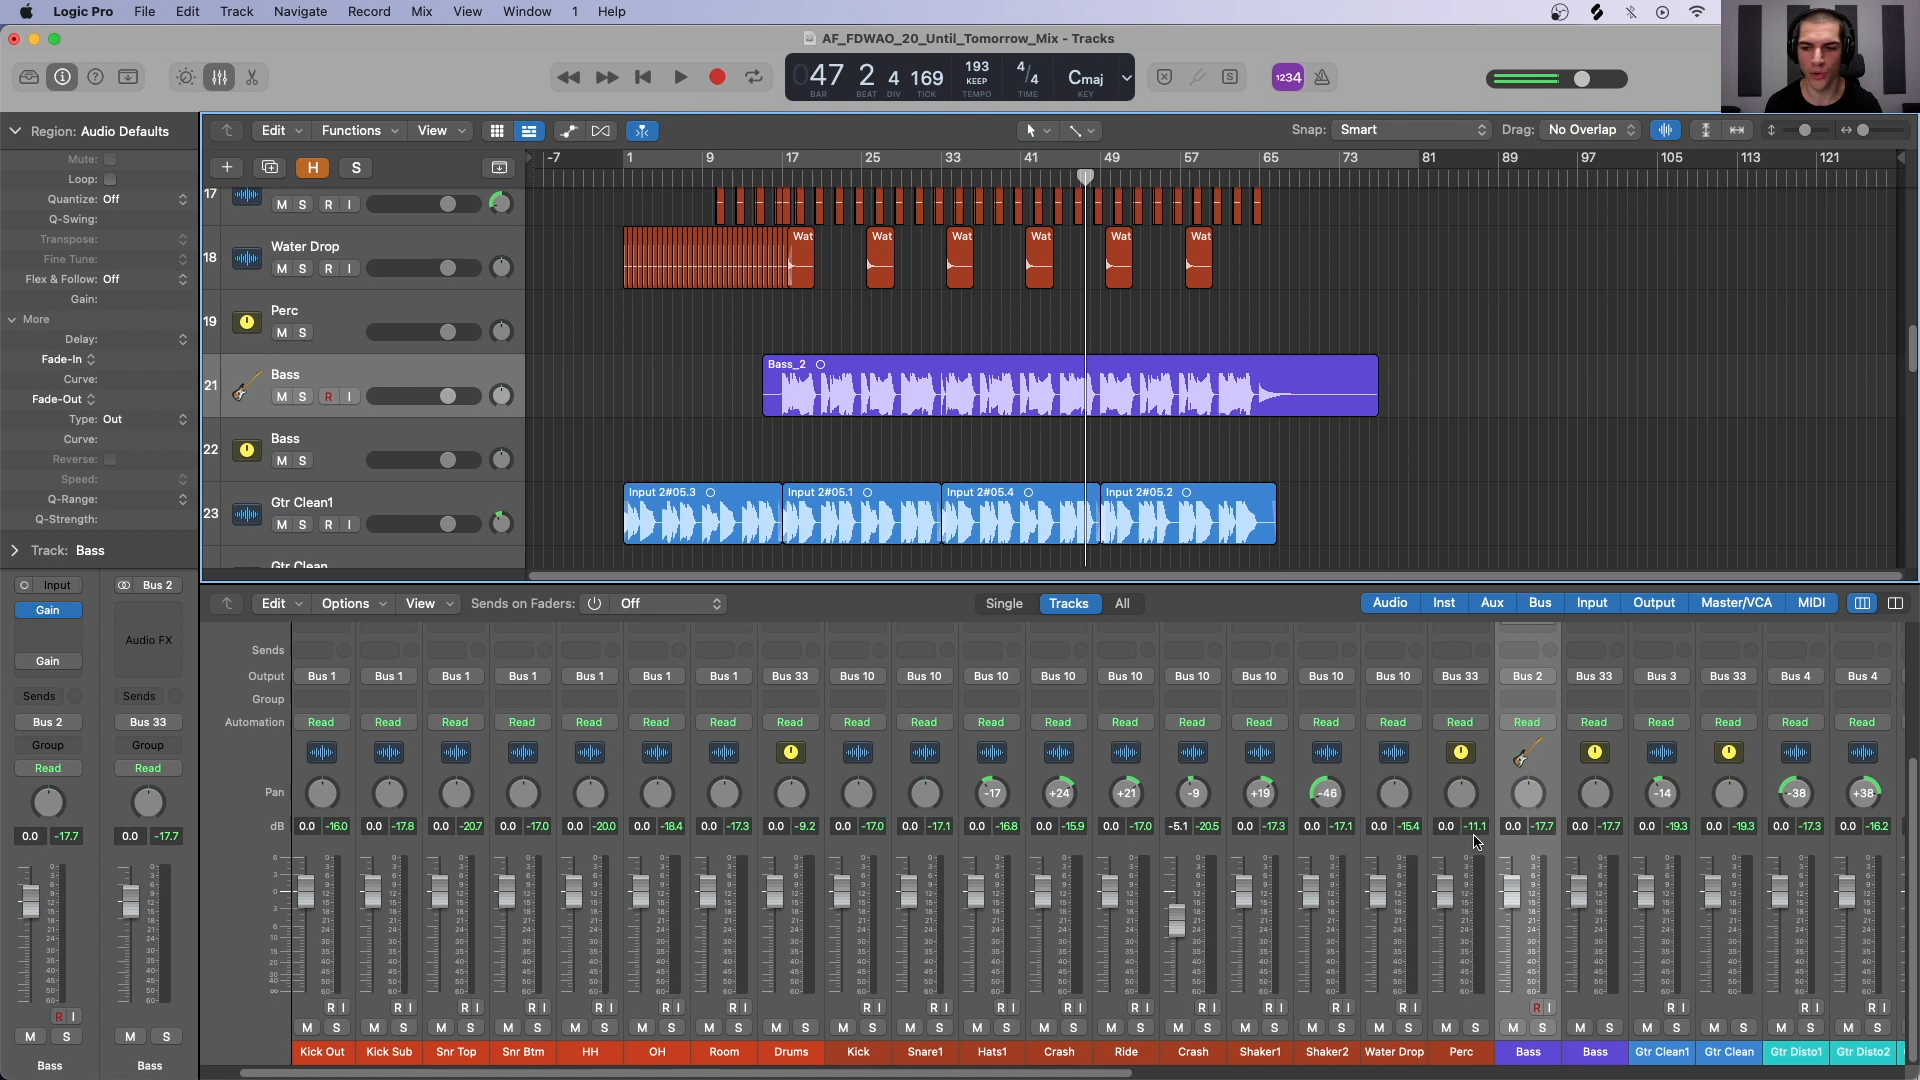 Logic Pro File Edit Track Navigate Record Mix View Window 1 Help
AF_FDWAO_20_Until_Tomorrow_Mix - Tracks
047 2 4 169 193 KEEP 4/4 Cmaj
BAR BEAT DIV TICK TEMPO TIME KEY
1234
Region: Audio Defaults
Edit Functions View Snap: Smart Drag: No Overlap
Mute:
Loop:
Quantize: Off
Q-Swing:
Transpose:
Fine Tune:
Flex & Follow: Off
Gain:
More
Delay:
Fade-In
Curve:
Fade-Out
Type: Out
Curve:
Reverse:
Speed:
Q-Range:
Q-Strength:
Track: Bass
H S
-7 1 9 17 25 33 41 49 57 65 73 81 89 97 105 113 121
17 M S R I
18 Water Drop M S R I
Wat Wat Wat Wat Wat Wat
19 Perc M S
21 Bass M S R I
Bass_2
22 Bass M S
23 Gtr Clean1 M S R I
Input 2#05.3 Input 2#05.1 Input 2#05.4 Input 2#05.2
Gtr Clean
Input Bus 2
Gain
Audio FX
Gain
Sends Sends
Bus 2 Bus 33
Group Group
Read Read
0.0 -17.7 0.0 -17.7
R I
M S M S
Bass Bass
Edit Options View Sends on Faders: Off Single Tracks All Audio Inst Aux Bus Input Output Master/VCA MIDI
Sends
Output Bus 1 Bus 1 Bus 1 Bus 1 Bus 1 Bus 1 Bus 1 Bus 33 Bus 10 Bus 10 Bus 10 Bus 10 Bus 10 Bus 10 Bus 10 Bus 10 Bus 10 Bus 33 Bus 2 Bus 33 Bus 3 Bus 33 Bus 4 Bus 4
Group
Automation Read Read Read Read Read Read Read Read Read Read Read Read Read Read Read Read Read Read Read Read Read Read Read Read
Pan -17 +24 +21 -9 +19 -46 -14 -38 +38
dB 0.0 -16.0 0.0 -17.8 0.0 -20.7 0.0 -17.0 0.0 -20.0 0.0 -18.4 0.0 -17.3 0.0 -9.2 0.0 -17.0 0.0 -17.1 0.0 -16.8 0.0 -15.9 0.0 -17.0 -5.1 -20.5 0.0 -17.3 0.0 -17.1 0.0 -15.4 0.0 -11.1 0.0 -17.7 0.0 -17.7 0.0 -19.3 0.0 -19.3 0.0 -17.3 0.0 -16.2
R I R I R I R I R I R I R I R I R I R I R I R I R I R I R I R I R I R I R I R I
M S M S M S M S M S M S M S M S M S M S M S M S M S M S M S M S M S M S M S M S M S M S M S M S
Kick Out Kick Sub Snr Top Snr Btm HH OH Room Drums Kick Snare1 Hats1 Crash Ride Crash Shaker1 Shaker2 Water Drop Perc Bass Bass Gtr Clean1 Gtr Clean Gtr Disto1 Gtr Disto2